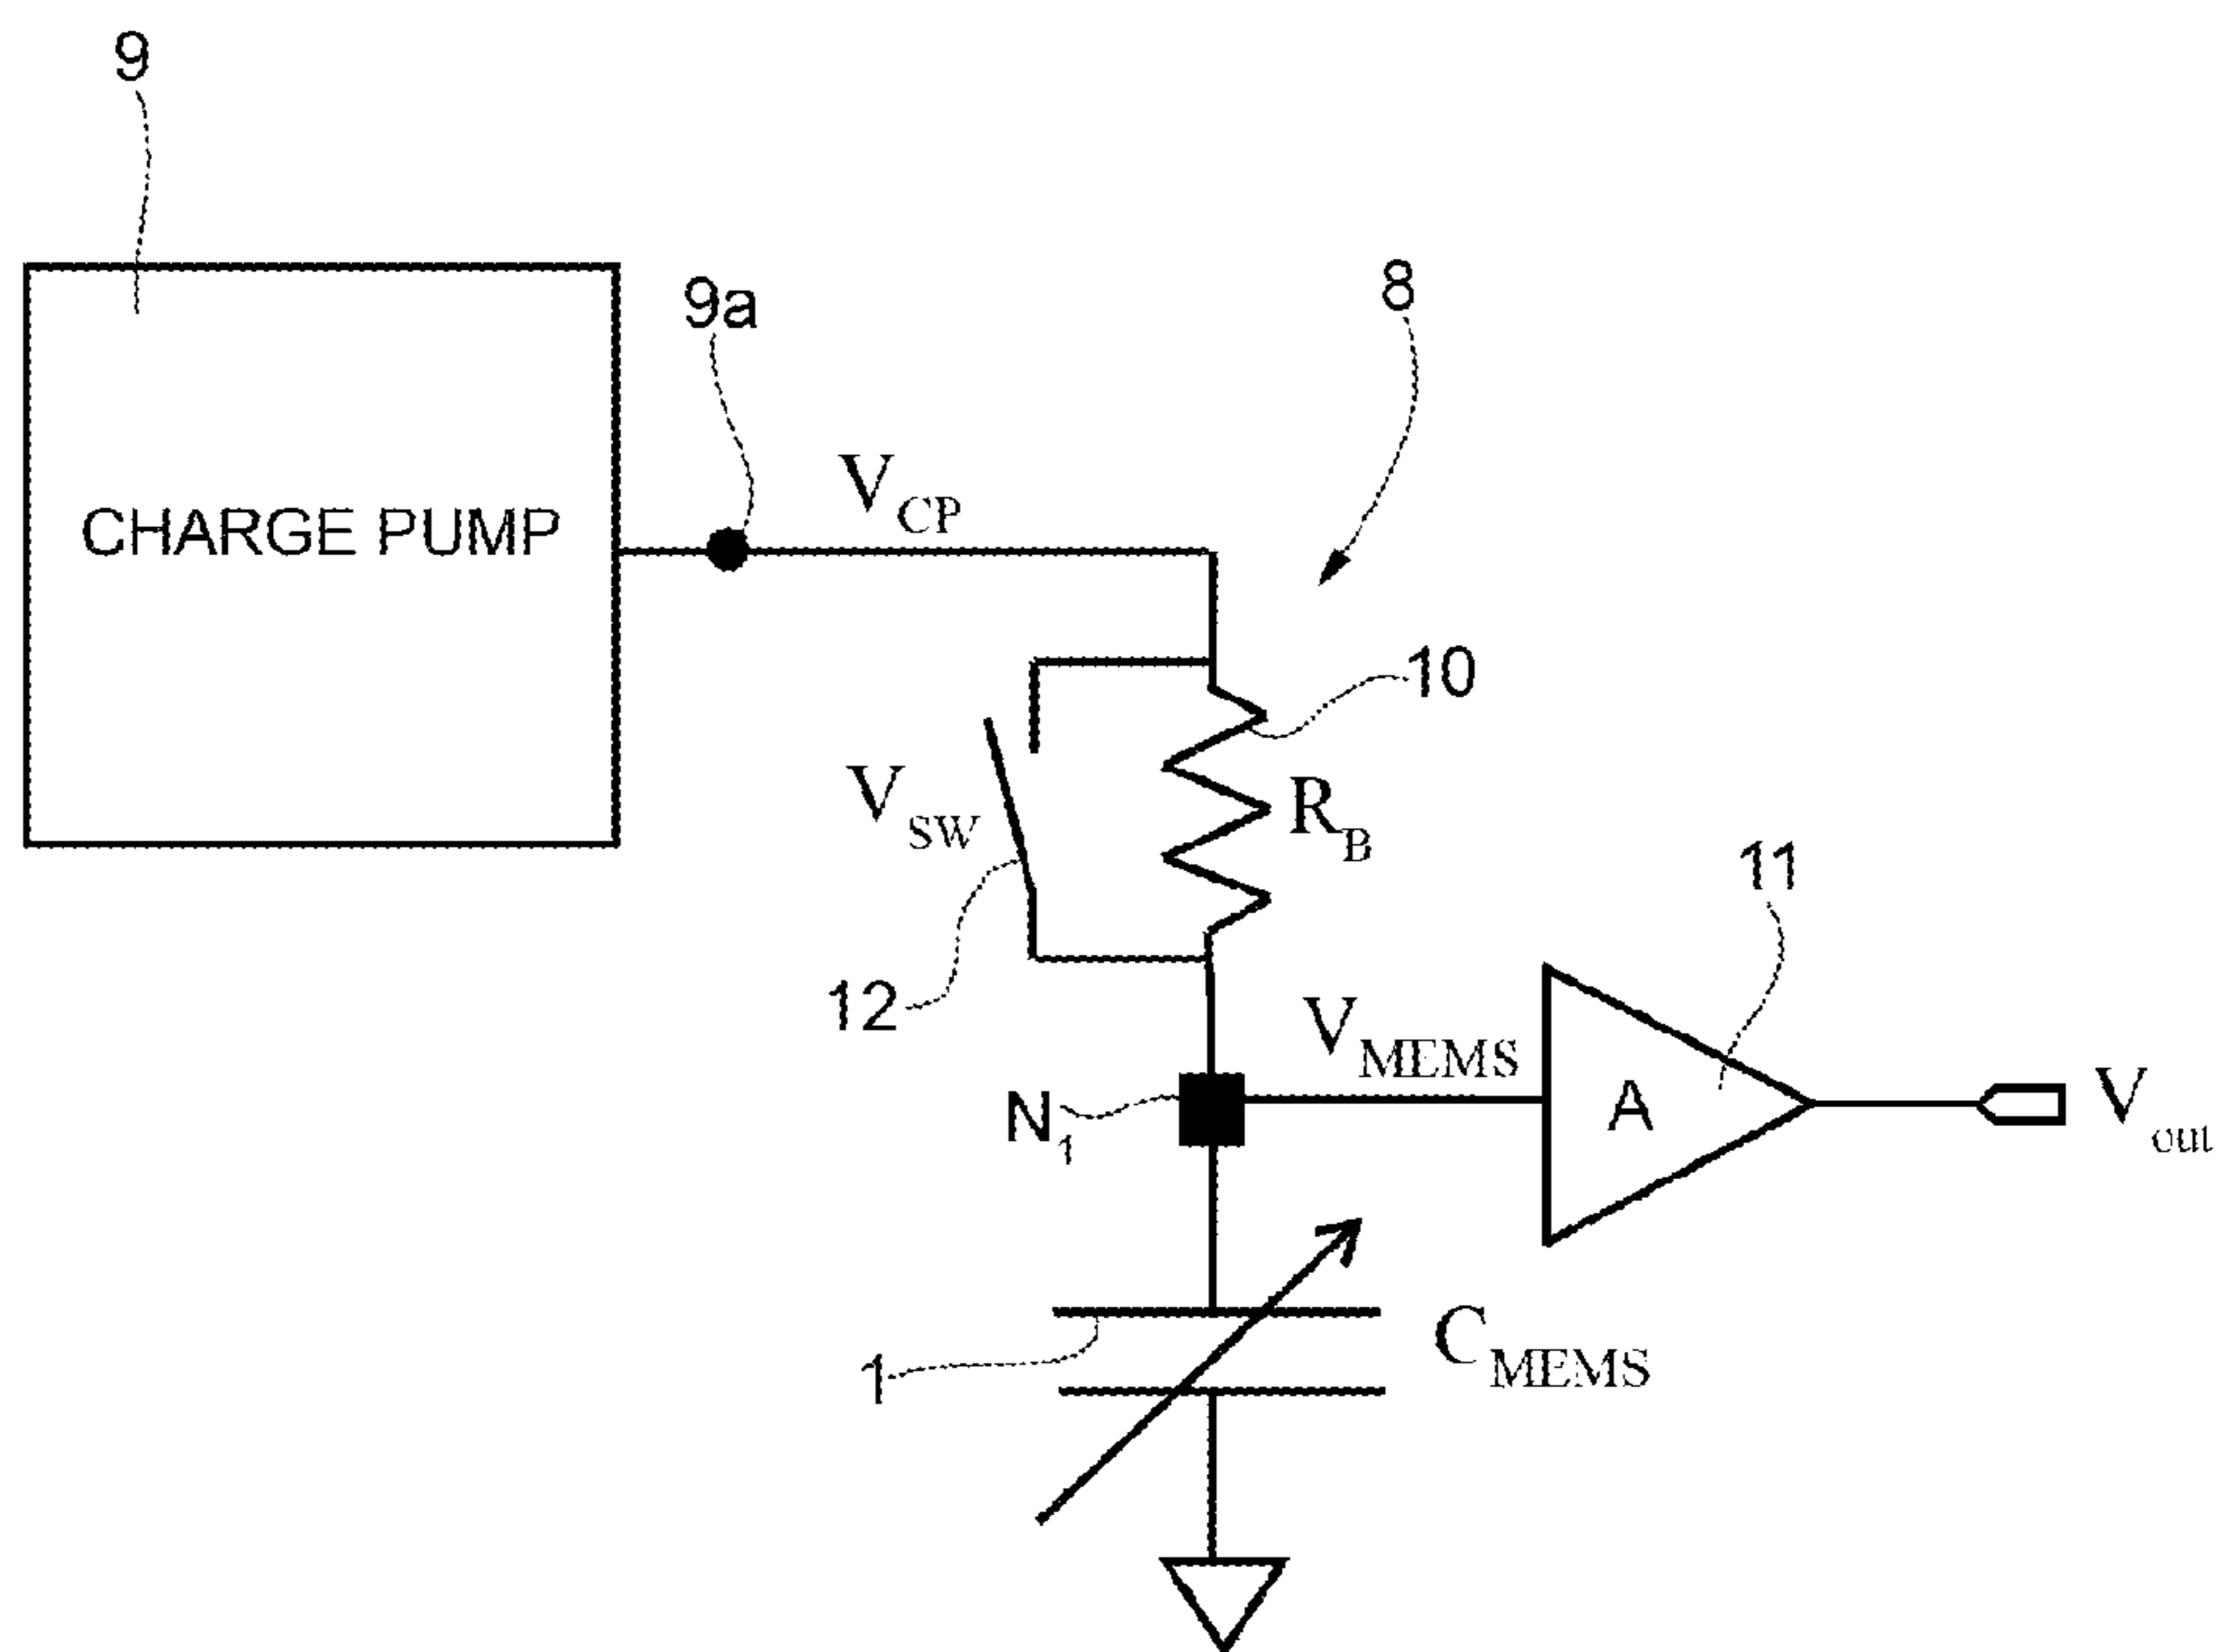 9
9a
8
V_CP
CHARGE PUMP
10
V_SW
R_B
11
12
V_MEMS
N_1
A
V_out
1
C_MEMS